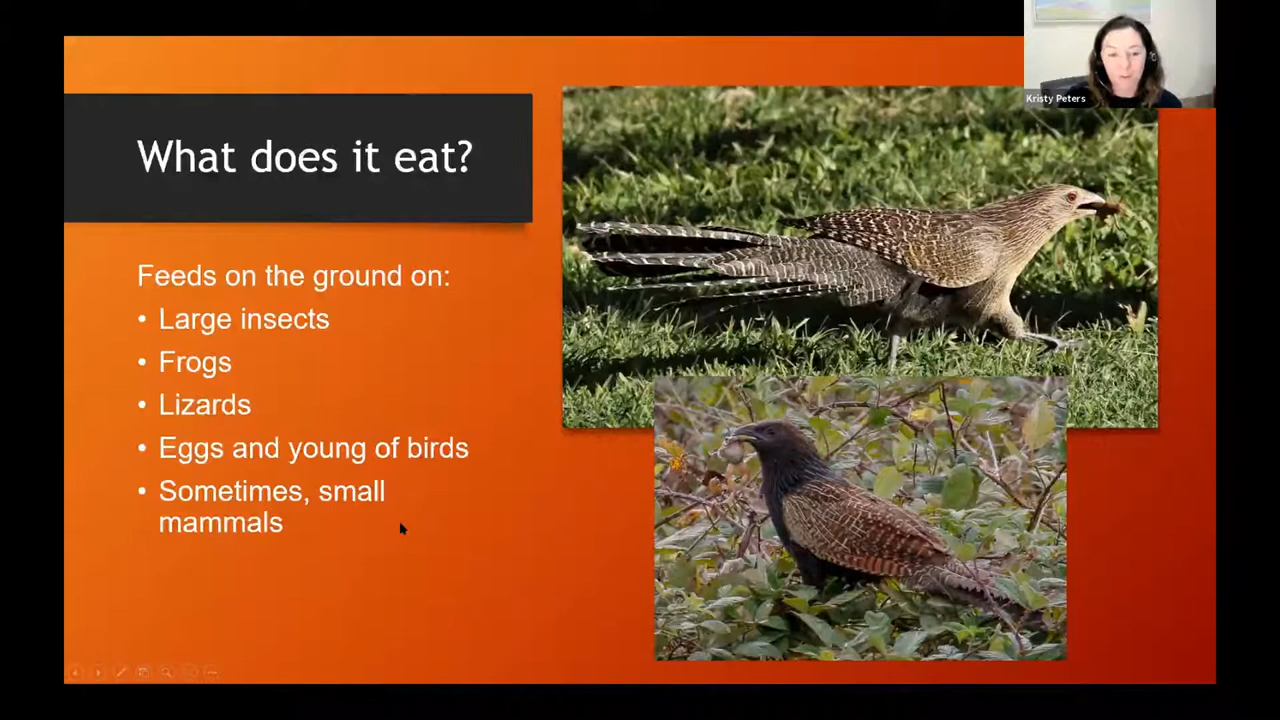 Kristy Peters
What does it eat?
Feeds on the ground on:
• Large insects
• Frogs
• Lizards
• Eggs and young of birds
• Sometimes, small
mammals